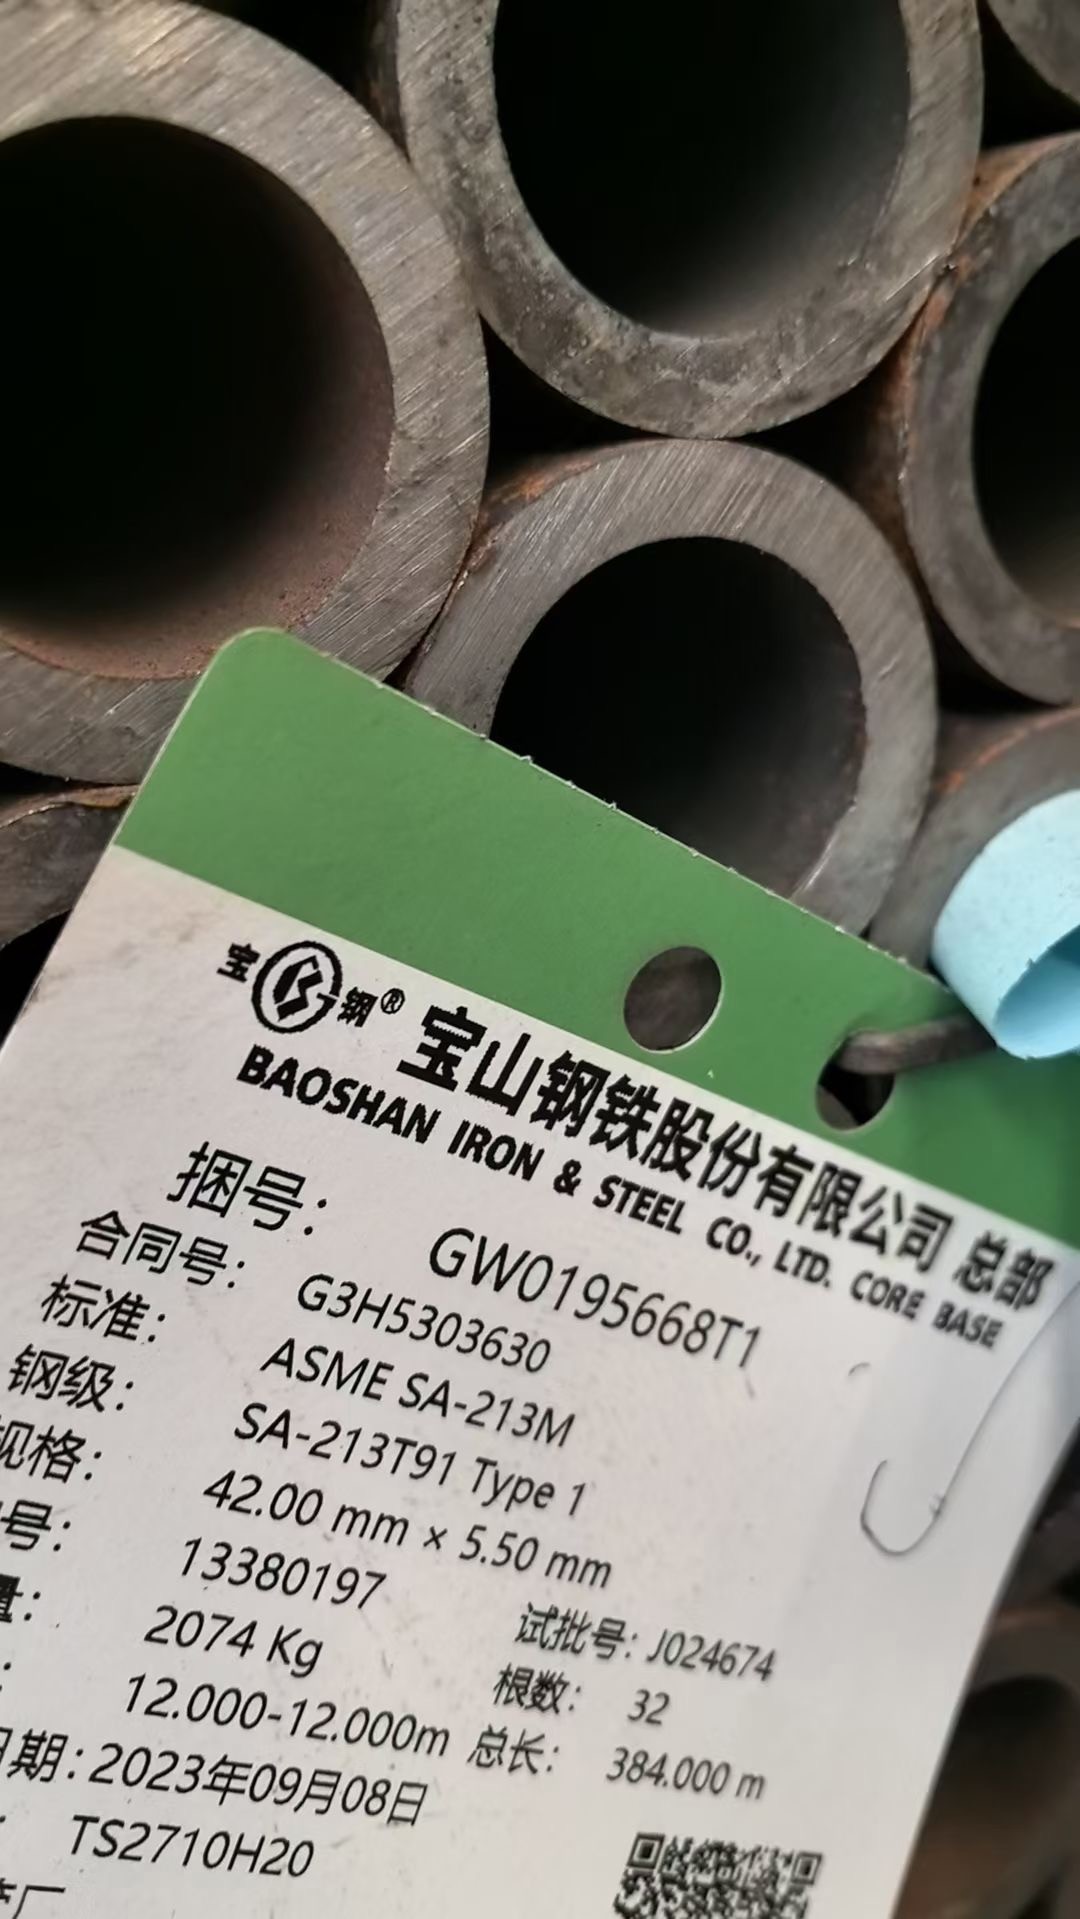 宝钢®
宝山钢铁股份有限公司 总部
BAOSHAN IRON & STEEL CO., LTD. CORE BASE
捆号： GW0195668T1
合同号： G3H5303630
标准： ASME SA-213M
钢级： SA-213T91 Type 1
规格： 42.00 mm × 5.50 mm
号： 13380197 试批号： J024674
量： 2074 Kg 根数： 32
12.000-12.000m 总长： 384.000 m
日期：2023年09月08日
TS2710H20
厂